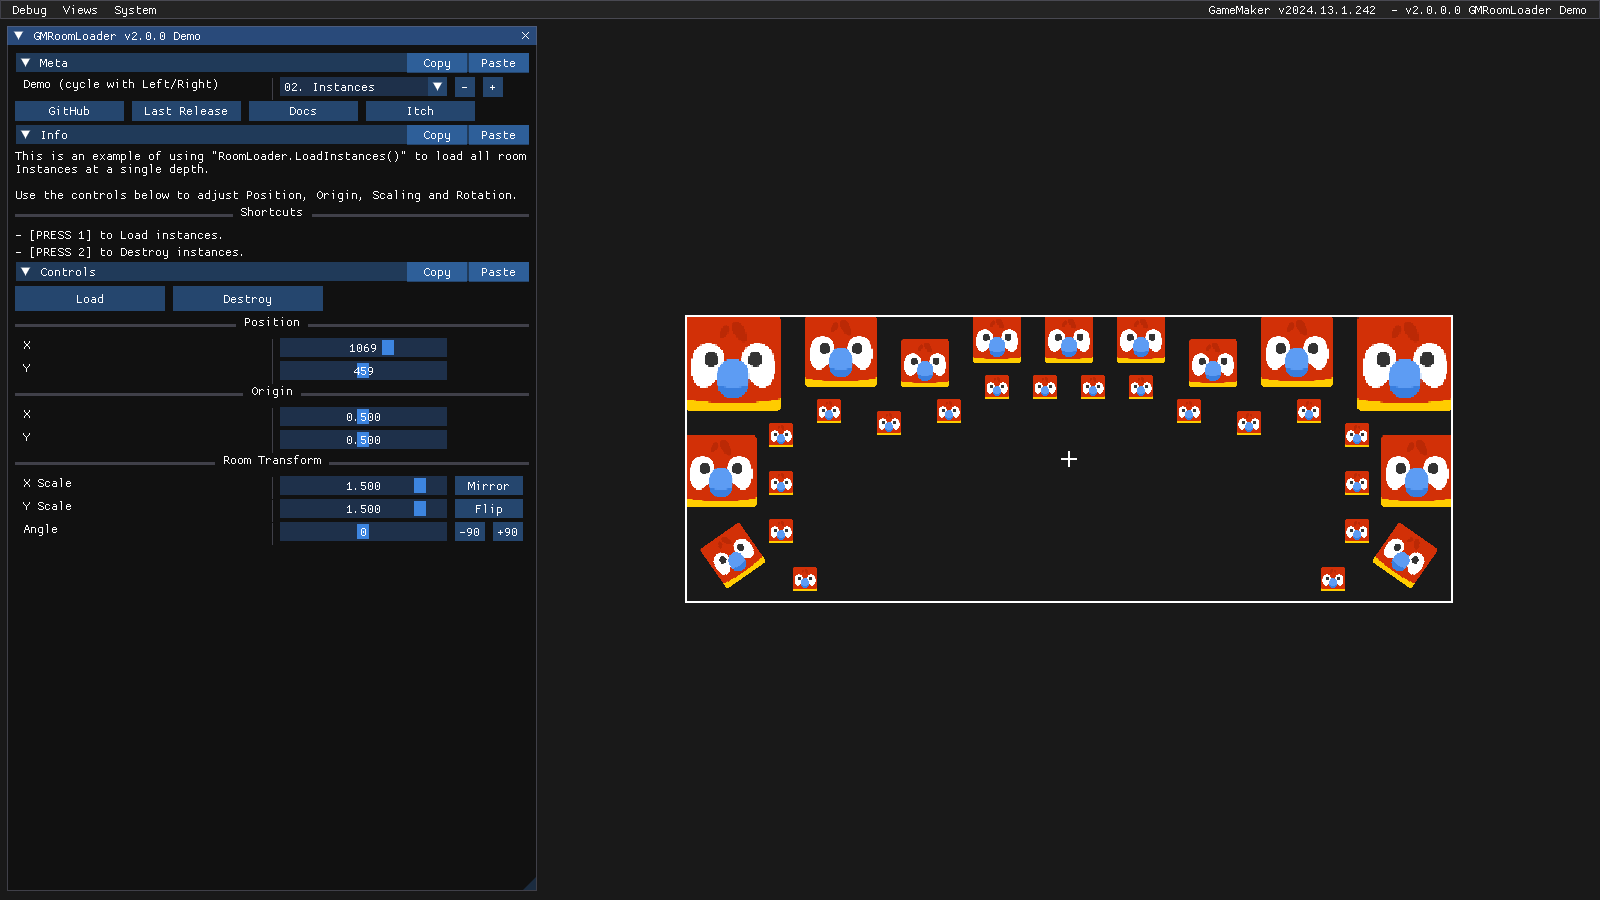 Debug Views System GameMaker v2024.13.1.242 - v2.0.0.0 GMRoomLoader Demo
GMRoomLoader v2.0.0 Demo
Meta Copy Paste
Demo (cycle with Left/Right) 02. Instances - +
GitHub Last Release Docs Itch
Info Copy Paste
This is an example of using "RoomLoader.LoadInstances()" to load all room
Instances at a single depth.
Use the controls below to adjust Position, Origin, Scaling and Rotation.
Shortcuts
- [PRESS 1] to Load instances.
- [PRESS 2] to Destroy instances.
Controls Copy Paste
Load Destroy
Position
X 1069
Y 459
Origin
X 0.500
Y 0.500
Room Transform
X Scale 1.500 Mirror
Y Scale 1.500 Flip
Angle 0 -90 +90